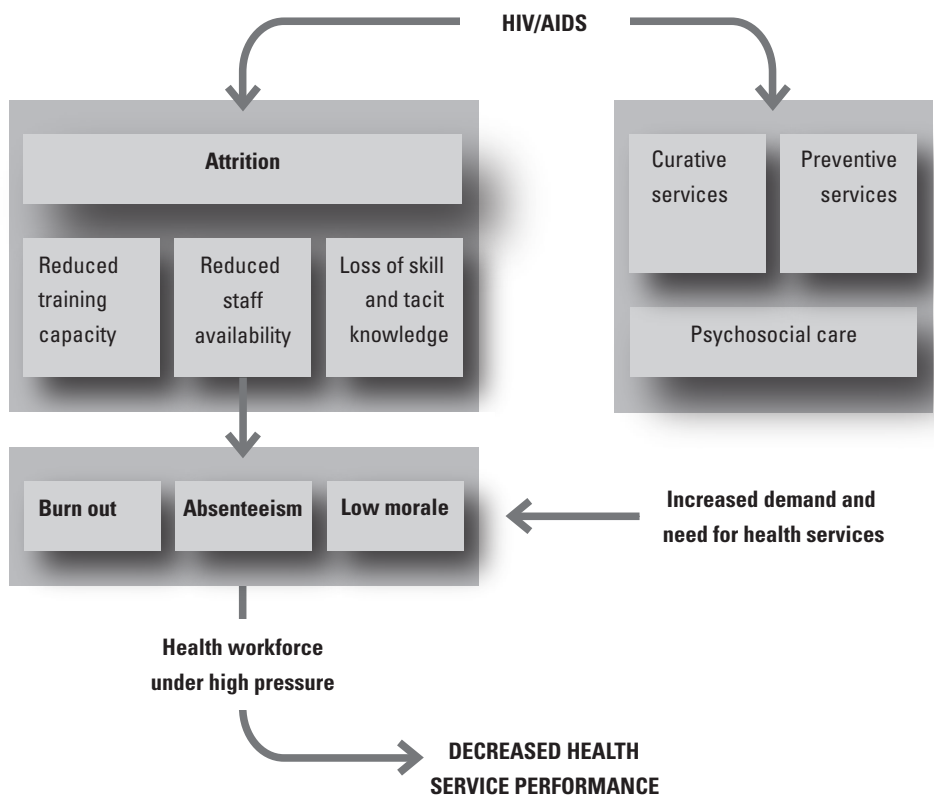 HIV/AIDS
Attrition
Reduced
training
capacity
Reduced
staff
availability
Loss of skill
and tacit
knowledge
Curative
services
Preventive
services
Psychosocial care
Burn out
Absenteeism
Low morale
Increased demand and
need for health services
Health workforce
under high pressure
DECREASED HEALTH
SERVICE PERFORMANCE